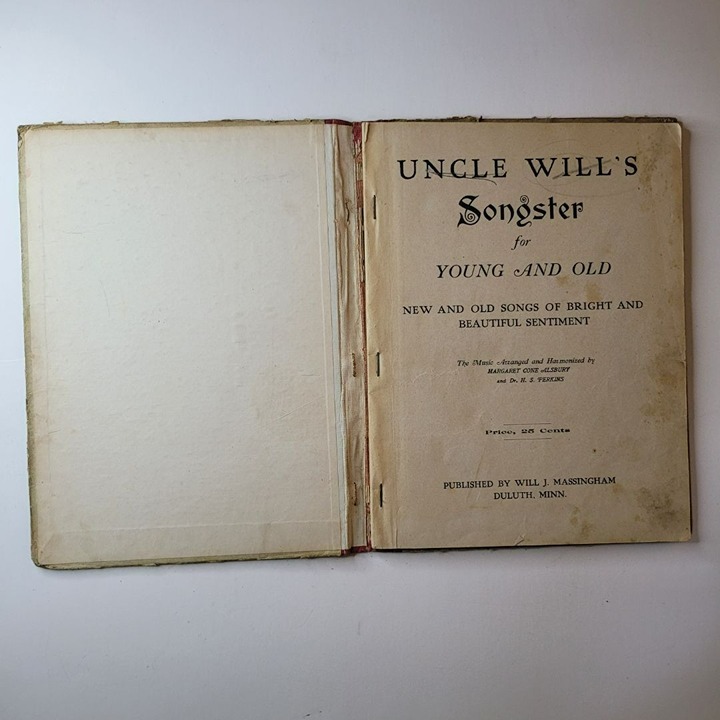 UNCLE WILL'S
Songster
for
YOUNG AND OLD
NEW AND OLD SONGS OF BRIGHT AND
BEAUTIFUL SENTIMENT
The Music Arranged and Harmonized by
MARGARET CONE ALSBURY
and Dr. H. S. PERKINS
Price, 25 Cents
PUBLISHED BY WILL J. MASSINGHAM
DULUTH, MINN.